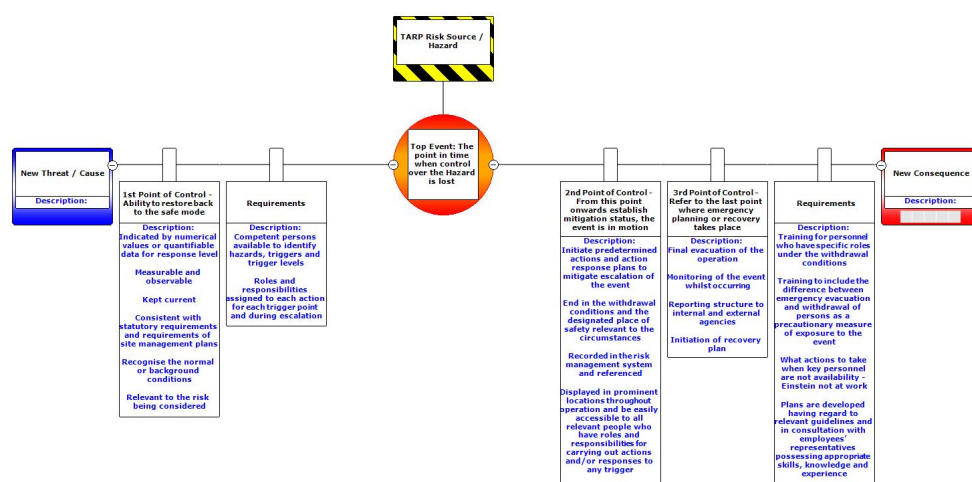 TARP Risk Source /
Hazard
Top Event: The
point in time
when control
over the Hazard
is lost
New Threat / Cause
Description:
1st Point of Control -
Ability to restore back
to the safe mode
Description:
Indicated by numerical
values or quantifiable
data for response level
Measurable and
observable
Kept current
Consistent with
statutory requirements
and requirements of
site management plans
Recognise the normal
or background
conditions
Relevant to the risk
being considered
Requirements
Description:
Competent persons
available to identify
hazards, triggers and
trigger levels
Roles and
responsibilities
assigned to each action
for each trigger point
and during escalation
2nd Point of Control -
From this point
onwards establish
mitigation status, the
event is in motion
Description:
Initiate predetermined
actions and action
response plans to
mitigate escalation of
the event
End in the withdrawal
conditions and the
designated place of
safety relevant to the
circumstances
Recorded in the risk
management system
and referenced
Displayed in prominent
locations throughout
operation and be easily
accessible to all
relevant people who
have roles and
responsibilities for
carrying out actions
and/or responses to
any trigger
3rd Point of Control -
Refer to the last point
where emergency
planning or recovery
takes place
Description:
Final evacuation of the
operation
Monitoring of the event
whilst occurring
Reporting structure to
internal and external
agencies
Initiation of recovery
plan
Requirements
Description:
Training for personnel
who have specific roles
under the withdrawal
conditions
Training to include the
difference between
emergency evacuation
and withdrawal of
persons as a
precautionary measure
of exposure to the
event
What actions to take
when key personnel
are not availability -
Einstein not at work
Plans are developed
having regard to
relevant guidelines and
in consultation with
employees'
representatives
possessing appropriate
skills, knowledge and
experience
New Consequence
Description: